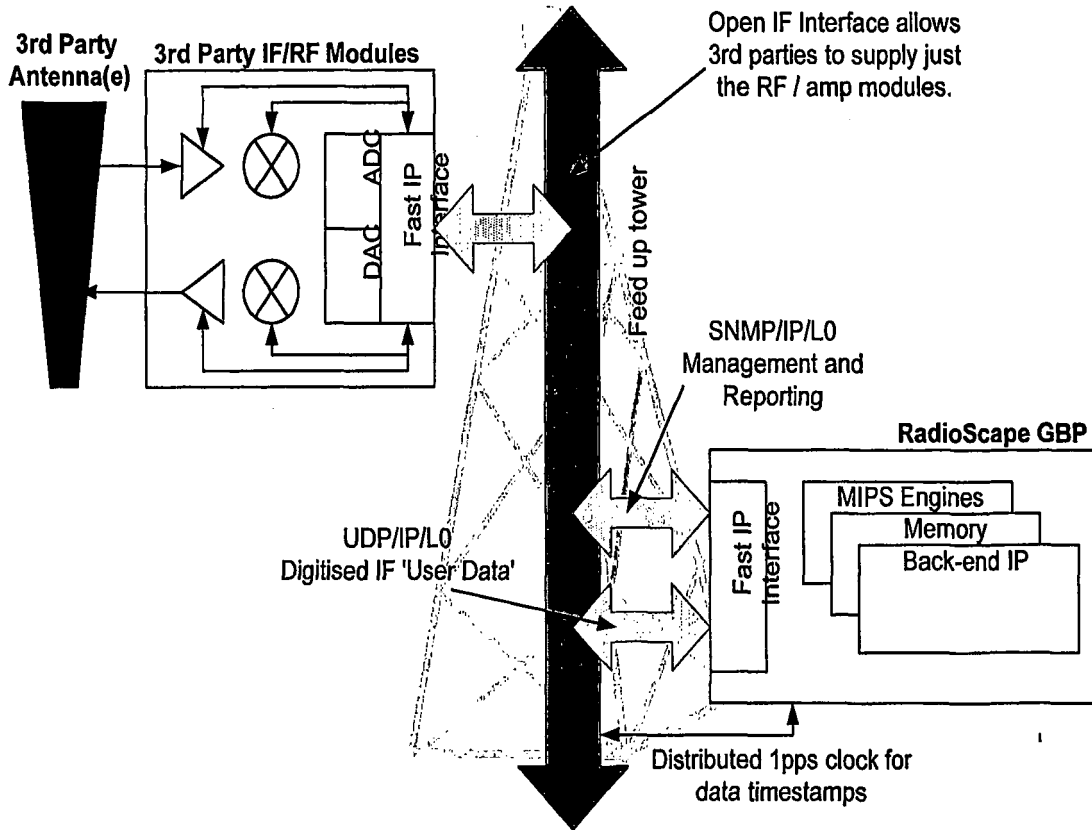 3rd Party
Antenna(e)
3rd Party IF/RF Modules
Open IF Interface allows
3rd parties to supply just
the RF / amp modules.
ADC
DAC
Fast IP
Interface
Feed up tower
SNMP/IP/L0
Management and
Reporting
RadioScape GBP
UDP/IP/L0
Digitised IF 'User Data'
Fast IP
Interface
MIPS Engines
Memory
Back-end IP
Distributed 1pps clock for
data timestamps